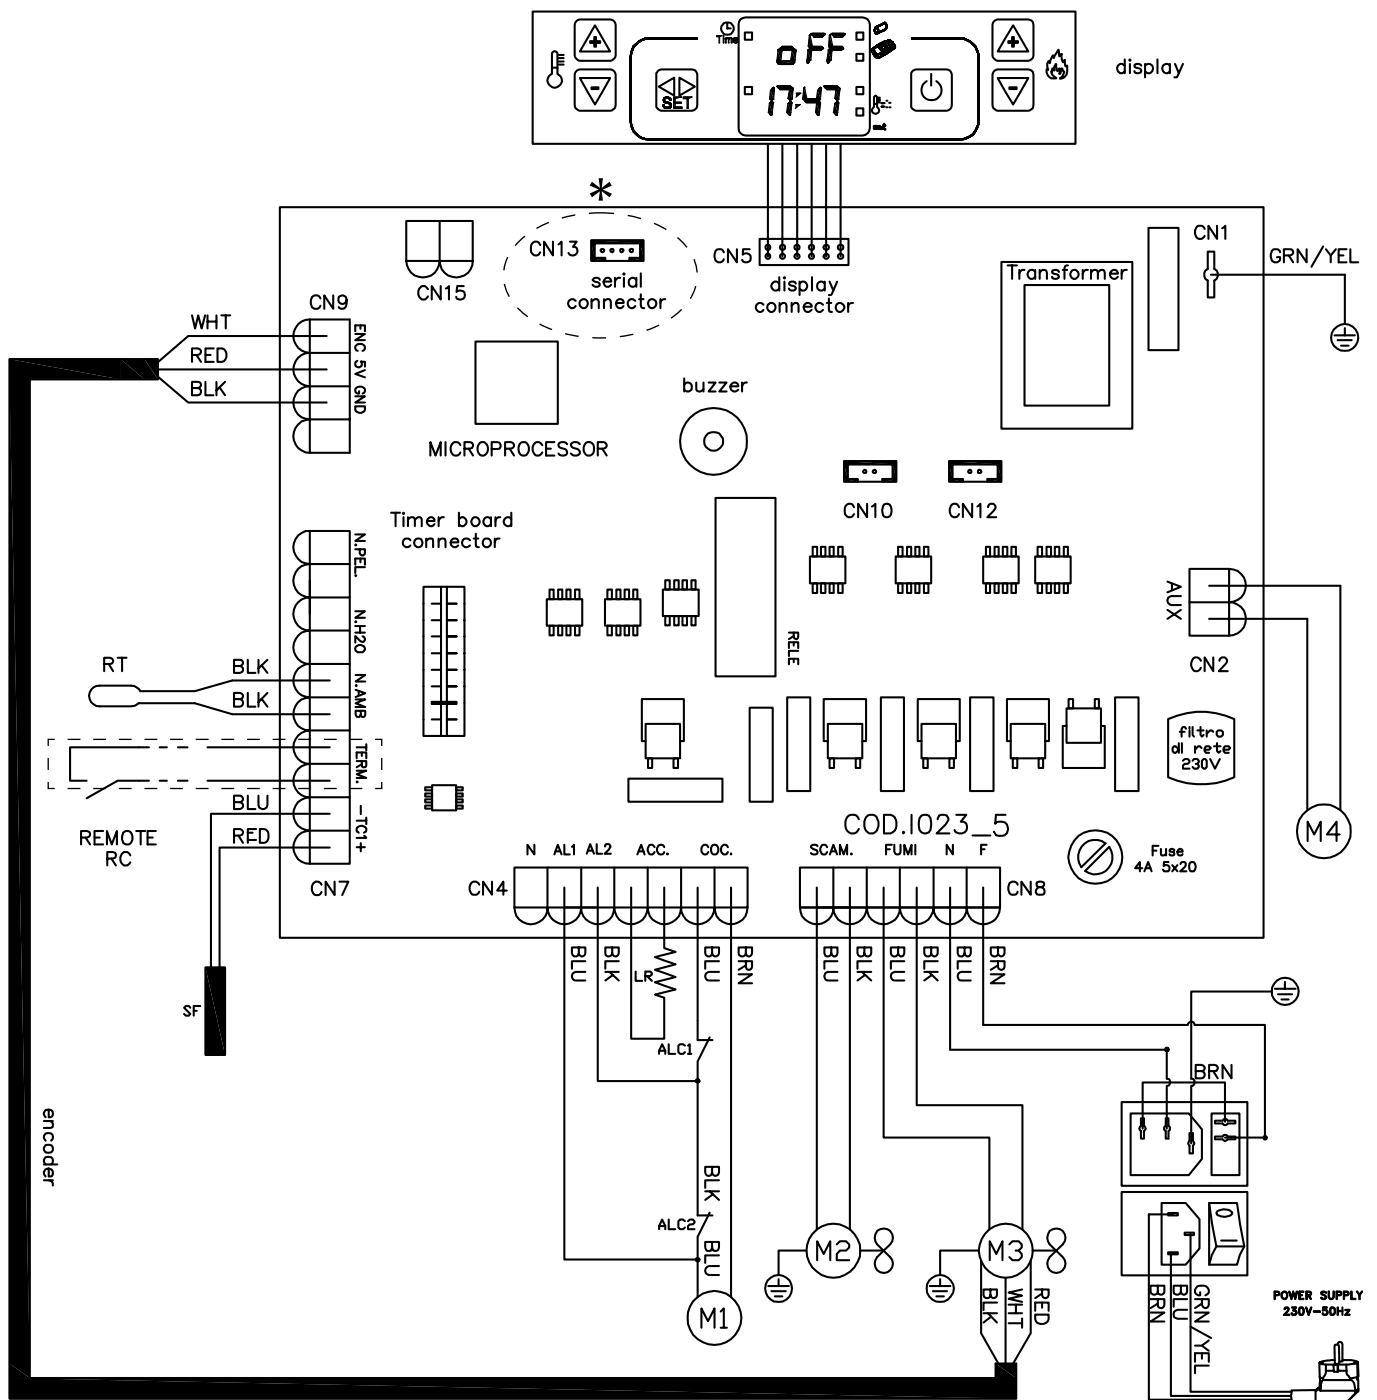 Time
oFF
17:47
SET
display
*
CN13
serial
connector
CN5
display
connector
CN15
CN1
GRN/YEL
Transformer
CN9
WHT
RED
BLK
ENC 5V GND
MICROPROCESSOR
buzzer
CN10
CN12
Timer board
connector
N.PEL.
N.H2O
N.AMB
TERM.
-TC1+
RELE
AUX
CN2
RT
BLK
BLK
filtro
di rete
230V
M4
BLU
RED
REMOTE
RC
CN7
COD.I023_5
Fuse
4A 5x20
N AL1 AL2 ACC. COC.
CN4
SCAM. FUMI N F
CN8
BLU
BLK
LR
BLU
BRN
BLU
BLK
BLU
BLK
BLU
BRN
SF
ALC1
BRN
encoder
BLK
ALC2
BLU
M1
M2
M3
BLK
WHT
RED
BRN
BLU
GRN/YEL
POWER SUPPLY
230V-50Hz